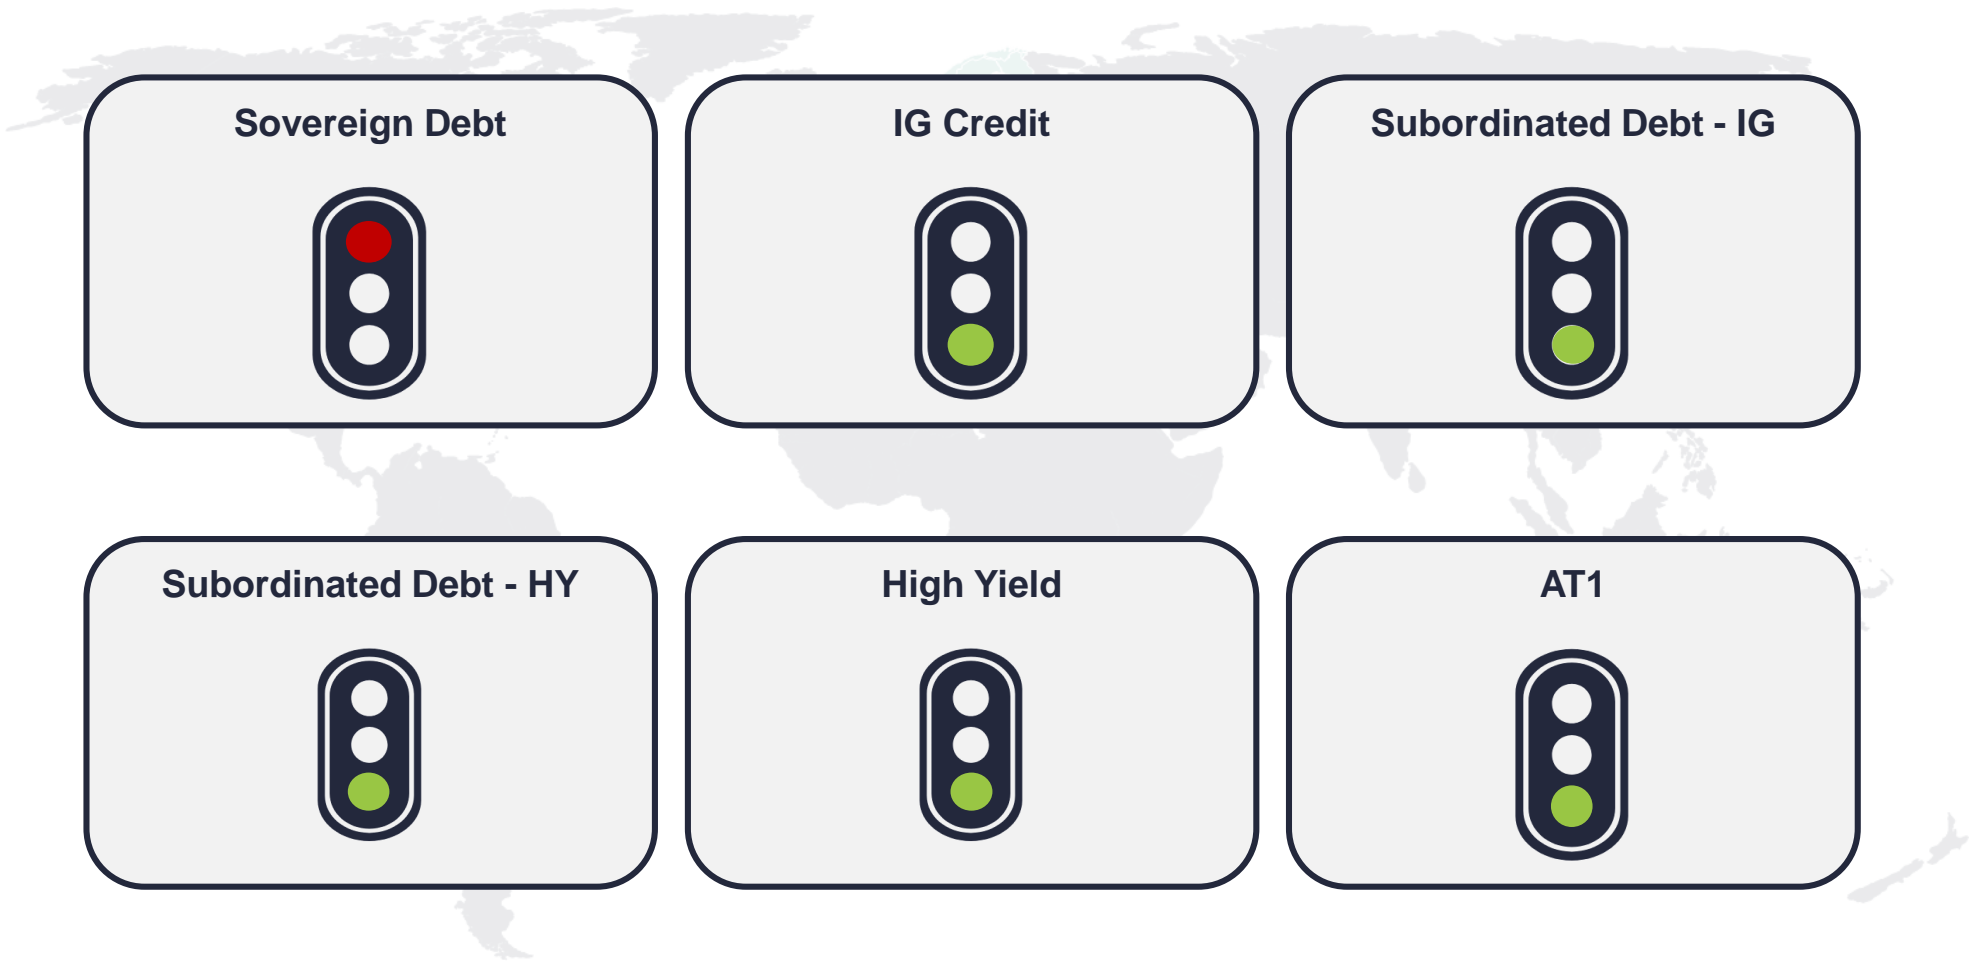 Sovereign Debt
IG Credit
Subordinated Debt - IG
Subordinated Debt - HY
High Yield
AT1